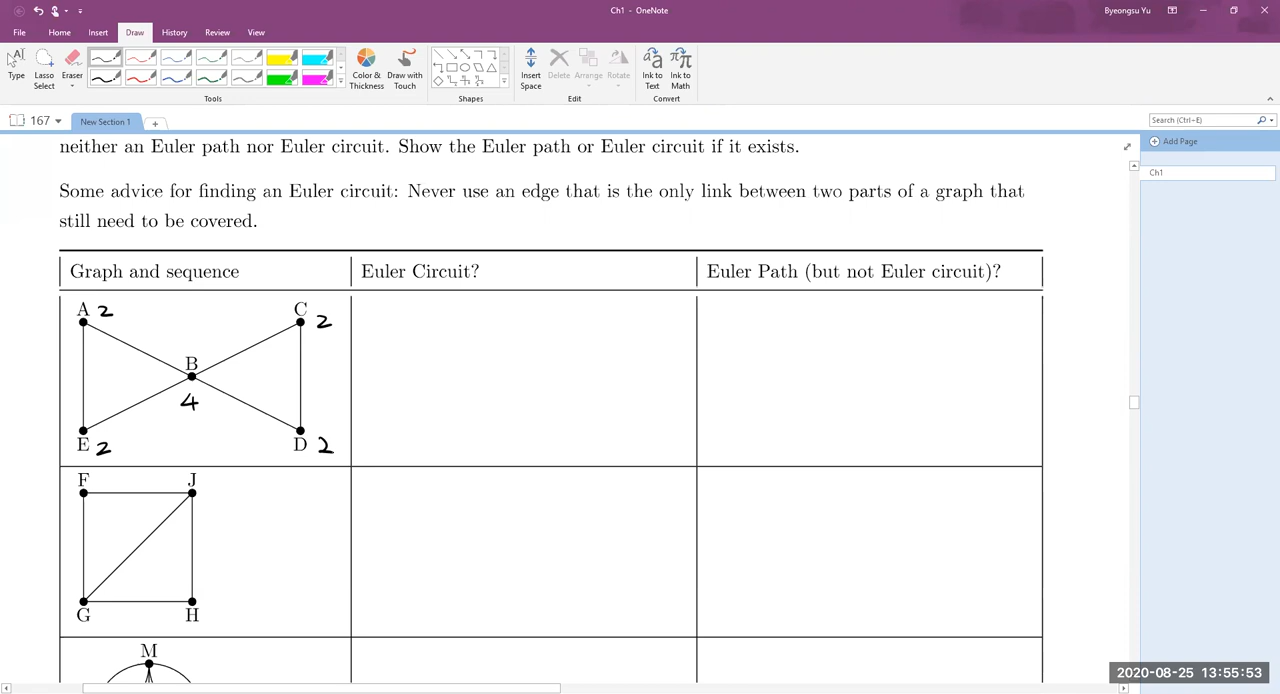 Ch1 - OneNote
Byeongsu Yu
File Home Insert Draw History Review View
Type
Lasso Select
Eraser
Color & Thickness
Draw with Touch
Insert Space
Delete
Arrange
Rotate
Ink to Text
Ink to Math
Tools
Shapes
Edit
Convert
167
New Section 1
Search (Ctrl+E)
Add Page
Ch1
neither an Euler path nor Euler circuit. Show the Euler path or Euler circuit if it exists.
Some advice for finding an Euler circuit: Never use an edge that is the only link between two parts of a graph that
still need to be covered.
Graph and sequence Euler Circuit? Euler Path (but not Euler circuit)?
A 2 C 2
B
4
E 2 D 2
F J
G H
M
2020-08-25 13:55:53